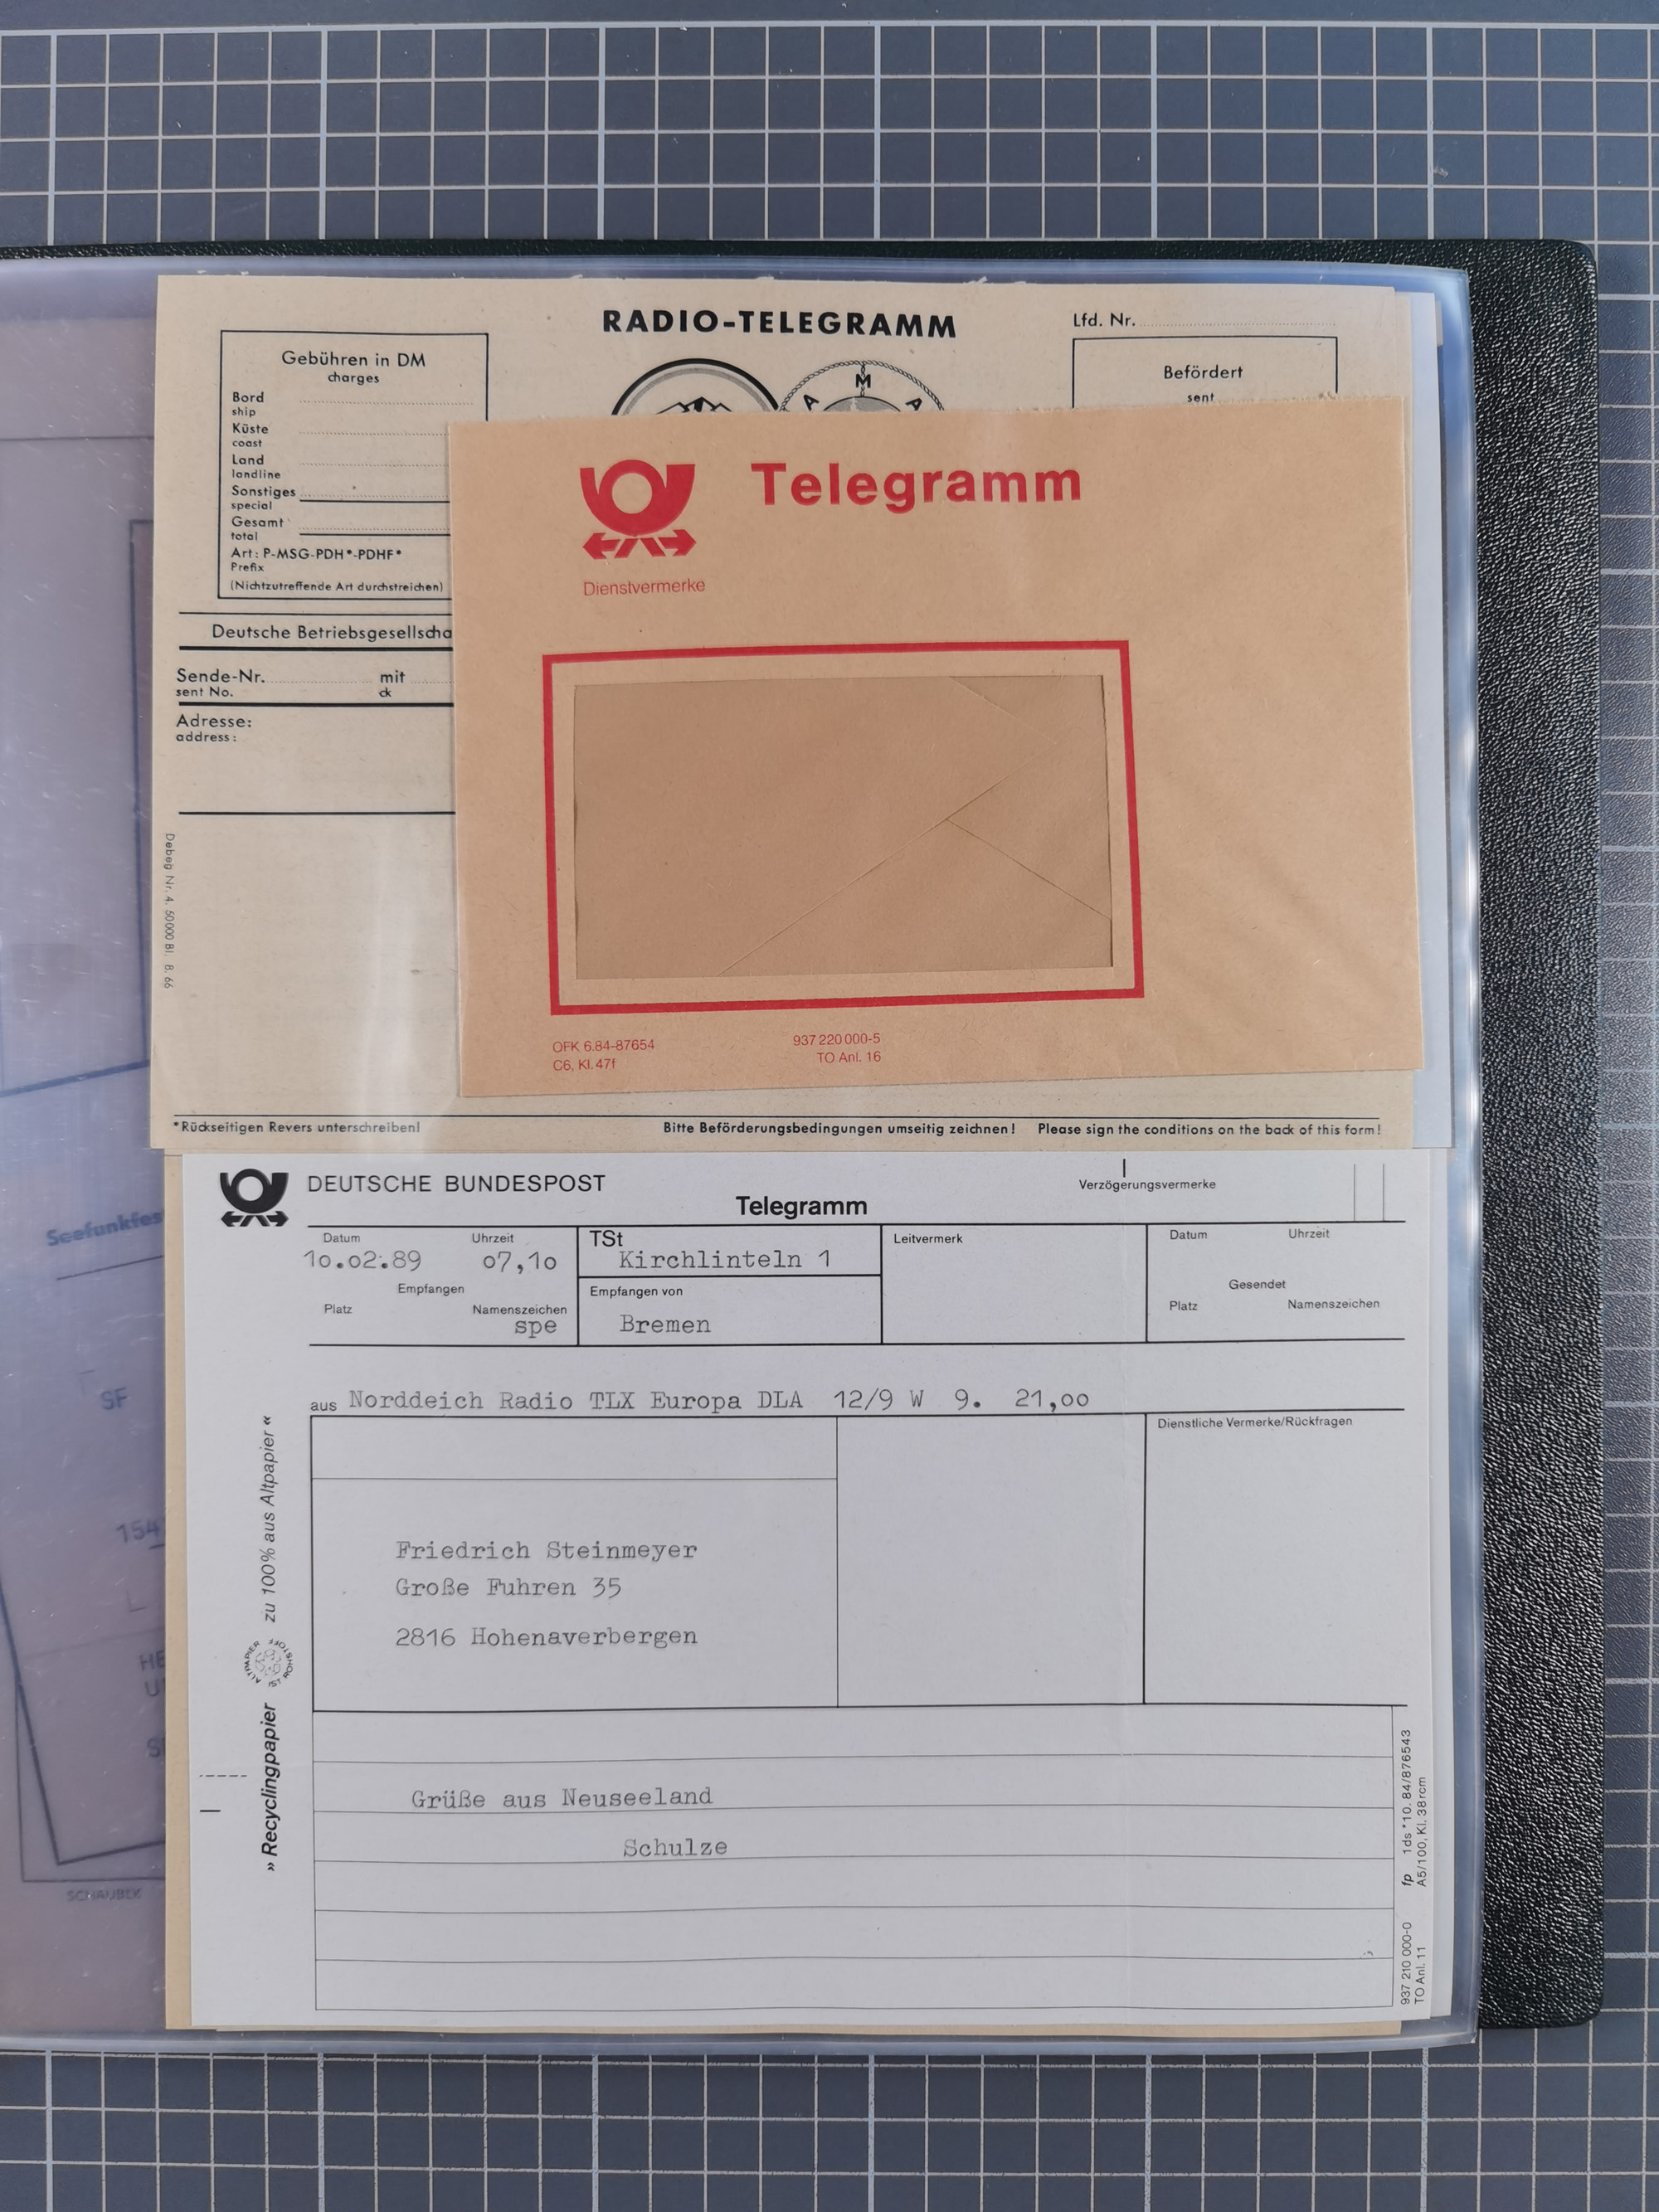 RADIO-TELEGRAMM
Lfd. Nr.
Gebühren in DM
charges
Bord
ship
Küste
coast
Land
landline
Sonstiges
special
Gesamt
total
Art: P-MSG-PDH*-PDHF*
Prefix
(Nichtzutreffende Art durchstreichen)
M
A
A
Befördert
sent
Deutsche Betriebsgesellscha
Sende-Nr. mit
sent No. ck
Adresse:
address:
Debeg Nr. 4. 50000 Bl. 8. 66
Telegramm
Dienstvermerke
OFK 6.84-87654
C6, Kl. 47f
937 220 000-5
TO Anl. 16
*Rückseitigen Revers unterschreiben!
Bitte Beförderungsbedingungen umseitig zeichnen! Please sign the conditions on the back of this form!
DEUTSCHE BUNDESPOST
Telegramm
Verzögerungsvermerke
Datum Uhrzeit
10.02.89 07,10
Empfangen
Platz Namenszeichen
spe
TSt
Kirchlinteln 1
Empfangen von
Bremen
Leitvermerk
Datum Uhrzeit
Gesendet
Platz Namenszeichen
aus Norddeich Radio TLX Europa DLA 12/9 W 9. 21,00
Dienstliche Vermerke/Rückfragen
Friedrich Steinmeyer
Große Fuhren 35
2816 Hohenaverbergen
Grüße aus Neuseeland
Schulze
» Recyclingpapier zu 100% aus Altpapier «
ALTPAPIER IST ROHSTOFF
937 210 000-0 fp 1ds *10. 84/876543
TO Anl. 11 A5/100, Kl. 38rcm
Seefunkfes
SF
154
SCHAUBEK